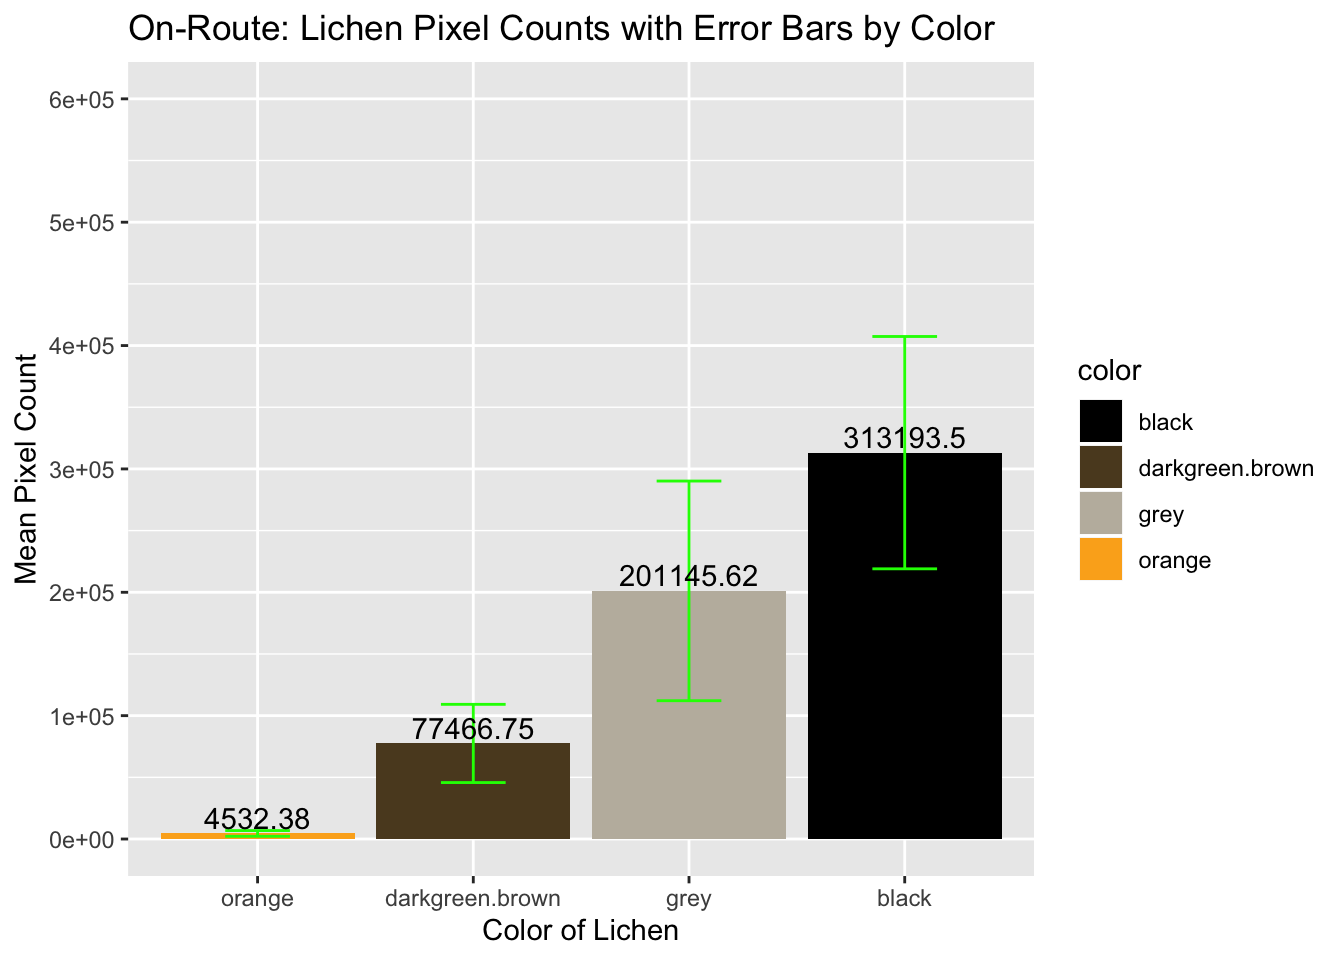 On-Route: Lichen Pixel Counts with Error Bars by Color
Mean Pixel Count
6e+05
5e+05
4e+05
3e+05
2e+05
1e+05
0e+00
4532.38
77466.75
201145.62
313193.5
orange
darkgreen.brown
grey
black
Color of Lichen
color
black
darkgreen.brown
grey
orange